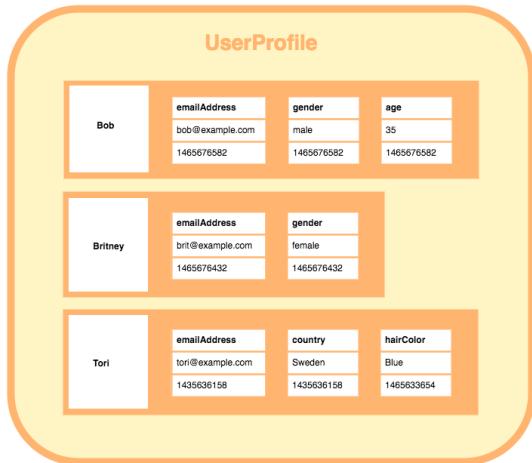 UserProfile
emailAddress gender age
Bob
bob@example.com male 35
1465676582 1465676582 1465676582
emailAddress gender
Britney
brit@example.com female
1465676432 1465676432
emailAddress country hairColor
Tori
tori@example.com Sweden Blue
1435636158 1435636158 1465633654